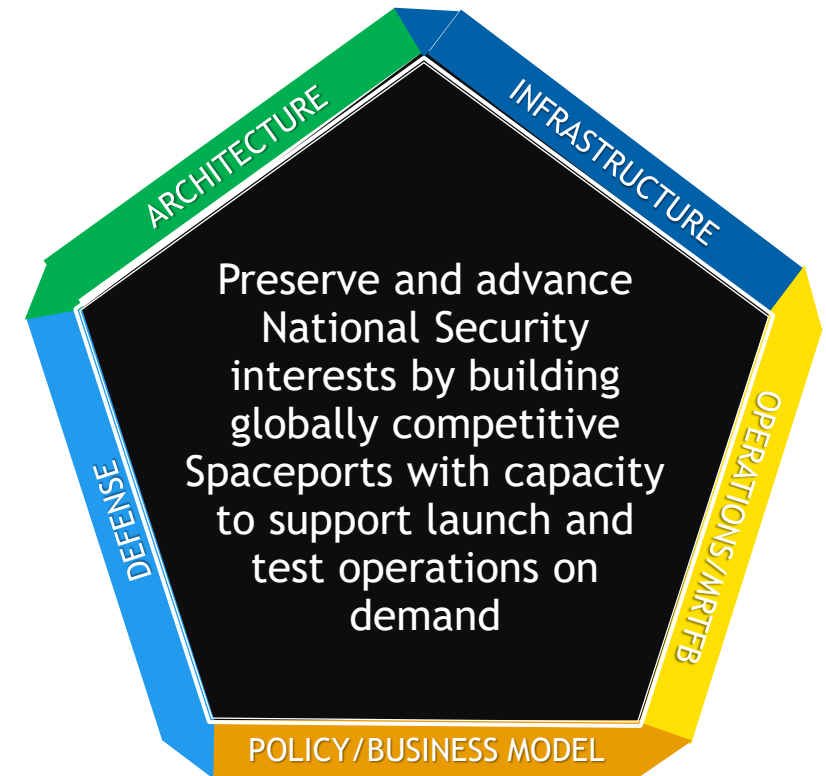 ARCHITECTURE
INFRASTRUCTURE
Preserve and advance
National Security
interests by building
globally competitive
Spaceports with capacity
to support launch and
test operations on
demand
DEFENSE
OPERATIONS/MRTFB
POLICY/BUSINESS MODEL